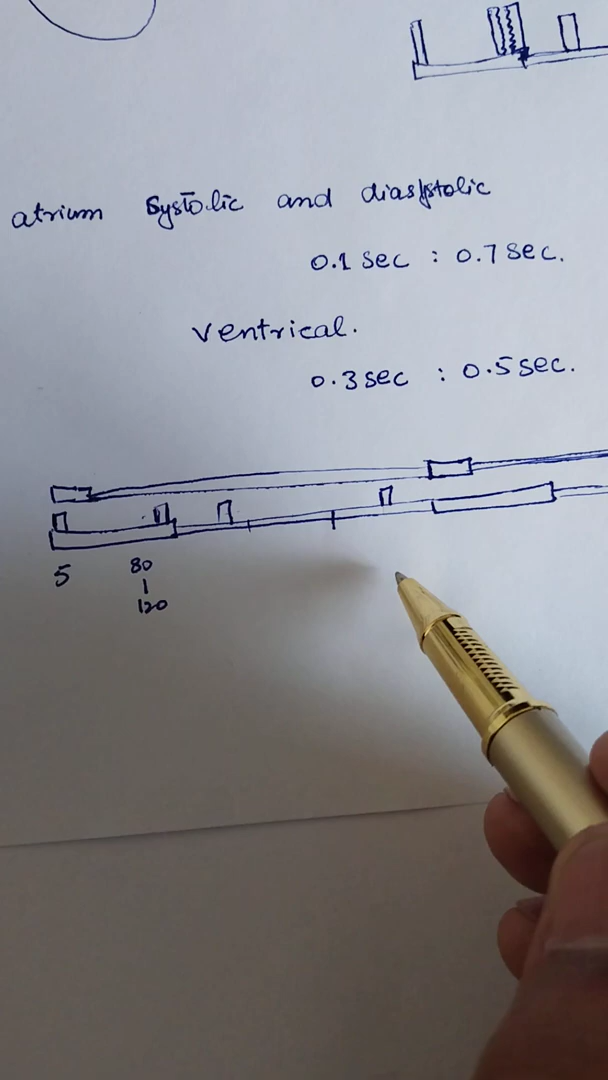 atrium systolic and diasystolic
0.1 sec : 0.7 sec.
ventrical.
0.3 sec : 0.5 sec.
5
80
|
120